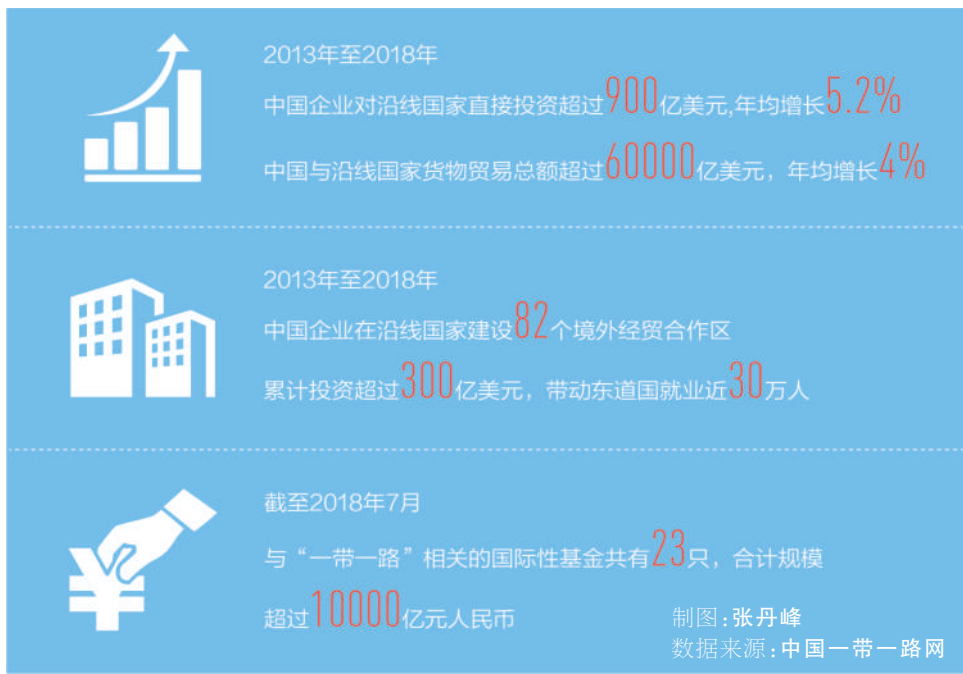 2013年至2018年
中国企业对沿线国家直接投资超过900亿美元,年均增长5.2%
中国与沿线国家货物贸易总额超过60000亿美元，年均增长4%
2013年至2018年
中国企业在沿线国家建设82个境外经贸合作区
累计投资超过300亿美元，带动东道国就业近30万人
截至2018年7月
与“一带一路”相关的国际性基金共有23只，合计规模
超过10000亿元人民币
制图:张丹峰
数据来源:中国一带一路网